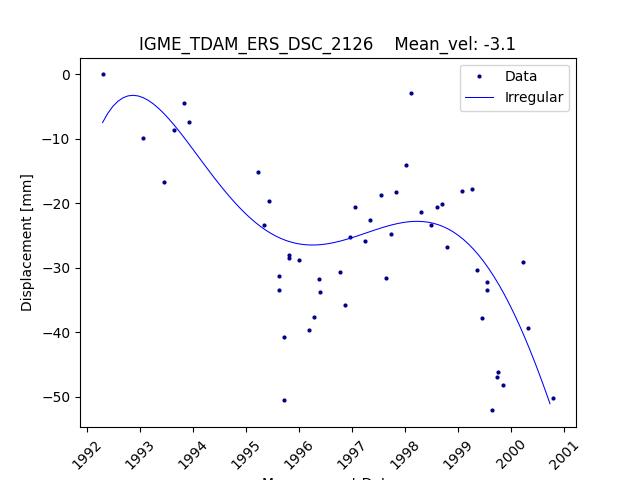 IGME_TDAM_ERS_DSC_2126    Mean_vel: -3.1
Data
Irregular
Displacement [mm]
0
−10
−20
−30
−40
−50
1992 1993 1994 1995 1996 1997 1998 1999 2000 2001